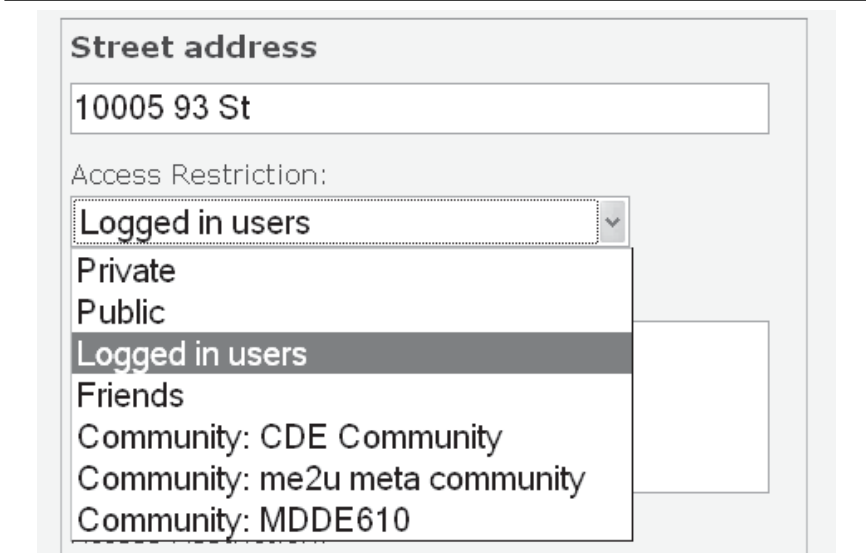 Street address
10005 93 St
Access Restriction:
Logged in users
Private
Public
Logged in users
Friends
Community: CDE Community
Community: me2u meta community
Community: MDDE610